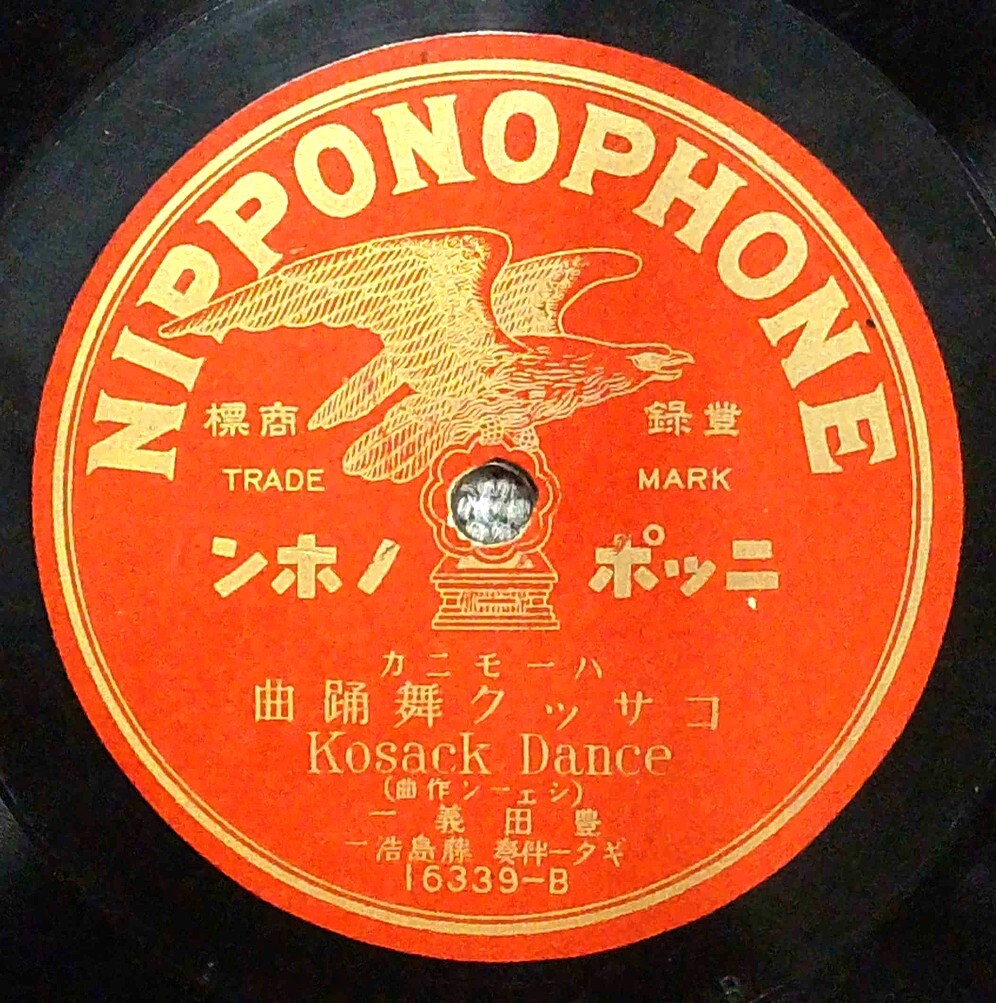 NIPPONOPHONE
登録 商標
TRADE MARK
ニッポノホン
ハーモニカ
コサック舞踊曲
Kosack Dance
(シェーン作曲)
豊田義一
ギター伴奏 藤島浩一
16339-B